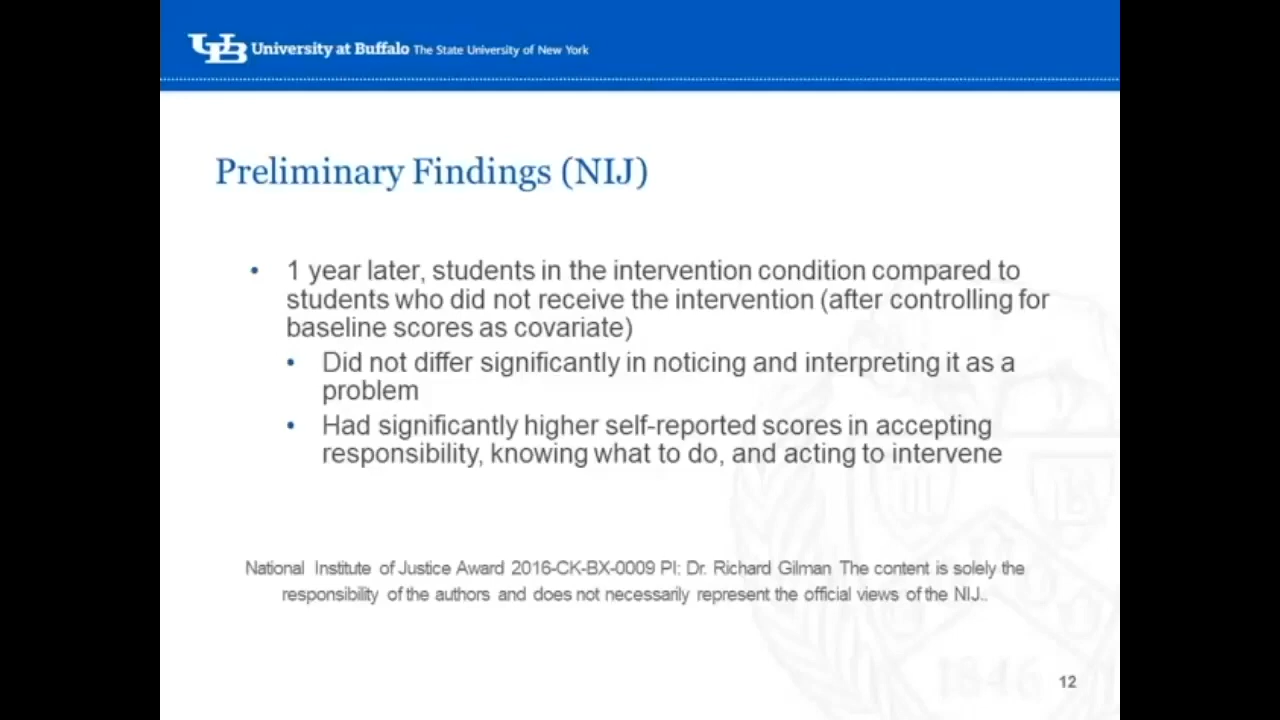 University at Buffalo The State University of New York
Preliminary Findings (NIJ)
• 1 year later, students in the intervention condition compared to
students who did not receive the intervention (after controlling for
baseline scores as covariate)
• Did not differ significantly in noticing and interpreting it as a
problem
• Had significantly higher self-reported scores in accepting
responsibility, knowing what to do, and acting to intervene
National Institute of Justice Award 2016-CK-BX-0009 PI: Dr. Richard Gilman The content is solely the
responsibility of the authors and does not necessarily represent the official views of the NIJ..
1846
12